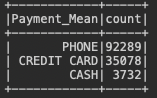 +------------+-----+
|Payment_Mean|count|
+------------+-----+
|       PHONE|92289|
| CREDIT CARD|35078|
|        CASH| 3732|
+------------+-----+